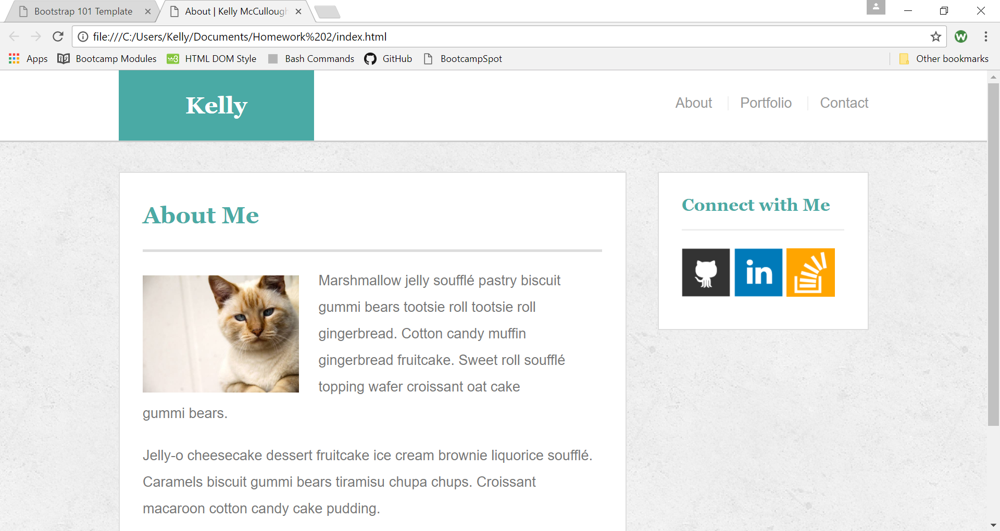 Bootstrap 101 Template
About | Kelly McCullough
file:///C:/Users/Kelly/Documents/Homework%202/index.html
Apps
Bootcamp Modules
HTML DOM Style
Bash Commands
GitHub
BootcampSpot
Other bookmarks
Kelly
About
Portfolio
Contact
About Me
Marshmallow jelly soufflé pastry biscuit
gummi bears tootsie roll tootsie roll
gingerbread. Cotton candy muffin
gingerbread fruitcake. Sweet roll soufflé
topping wafer croissant oat cake
gummi bears.
Jelly-o cheesecake dessert fruitcake ice cream brownie liquorice soufflé.
Caramels biscuit gummi bears tiramisu chupa chups. Croissant
macaroon cotton candy cake pudding.
Connect with Me
in